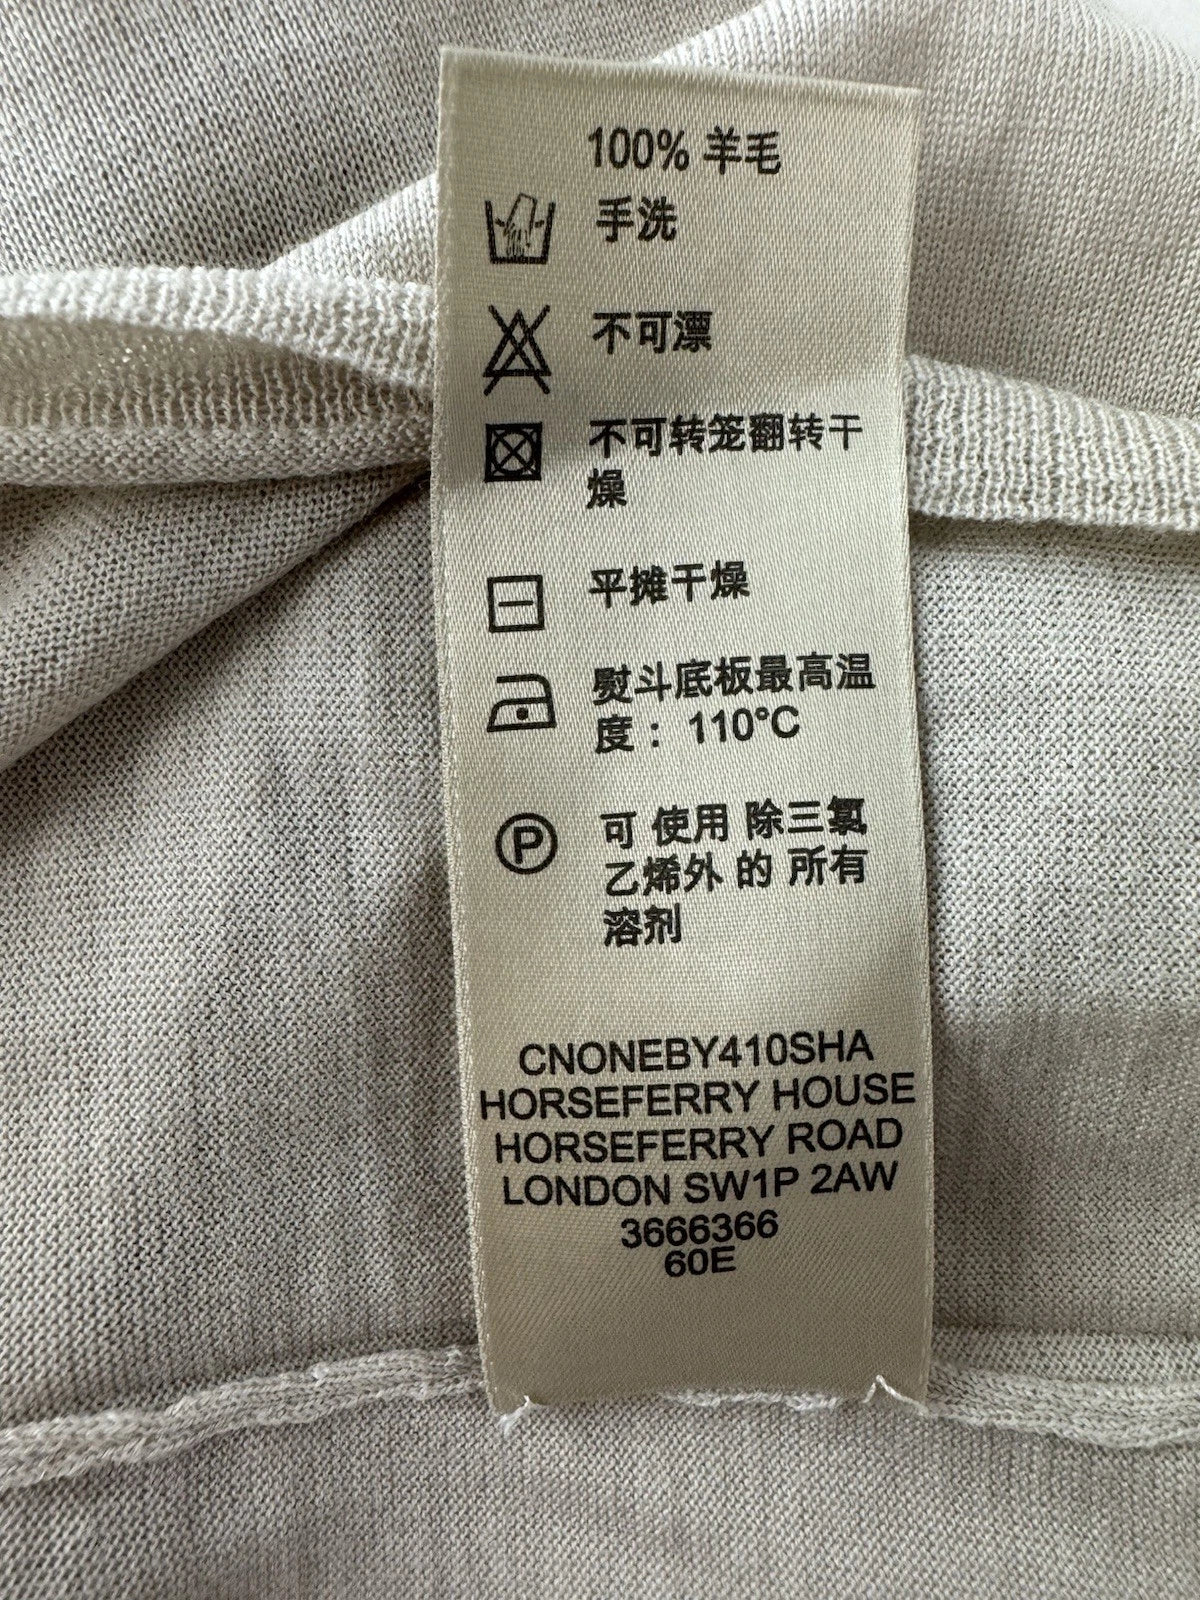 100% 羊毛
手洗
不可漂
不可转笼翻转干
燥
平摊干燥
熨斗底板最高温
度： 110°C
P
可 使用 除三氯
乙烯外 的 所有
溶剂
CNONEBY410SHA
HORSEFERRY HOUSE
HORSEFERRY ROAD
LONDON SW1P 2AW
3666366
60E